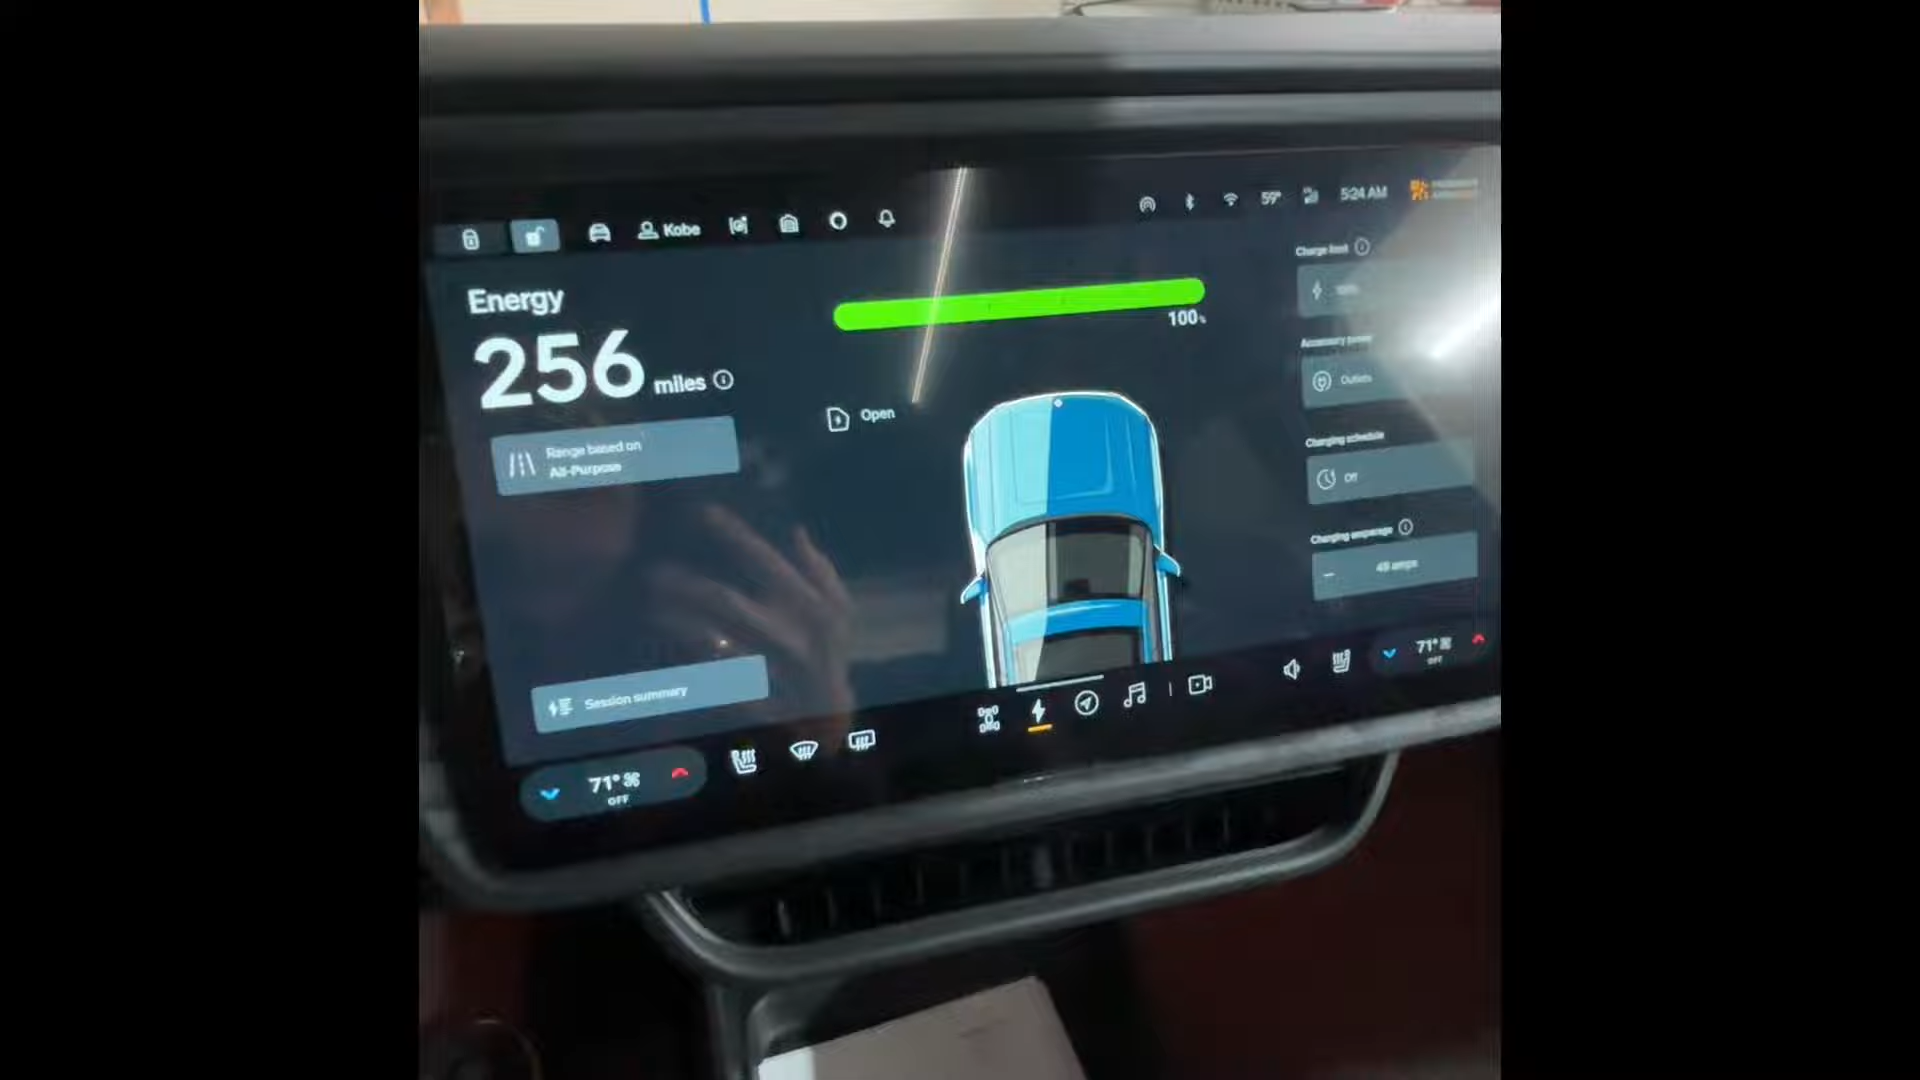 Kobe
59°
5:24 AM
Energy
256 miles
100%
Range based on
All-Purpose
Open
Session summary
Charge limit
Accessory power
Outlets
Charging schedule
Off
Charging amperage
48 amps
71°
OFF
71°
OFF